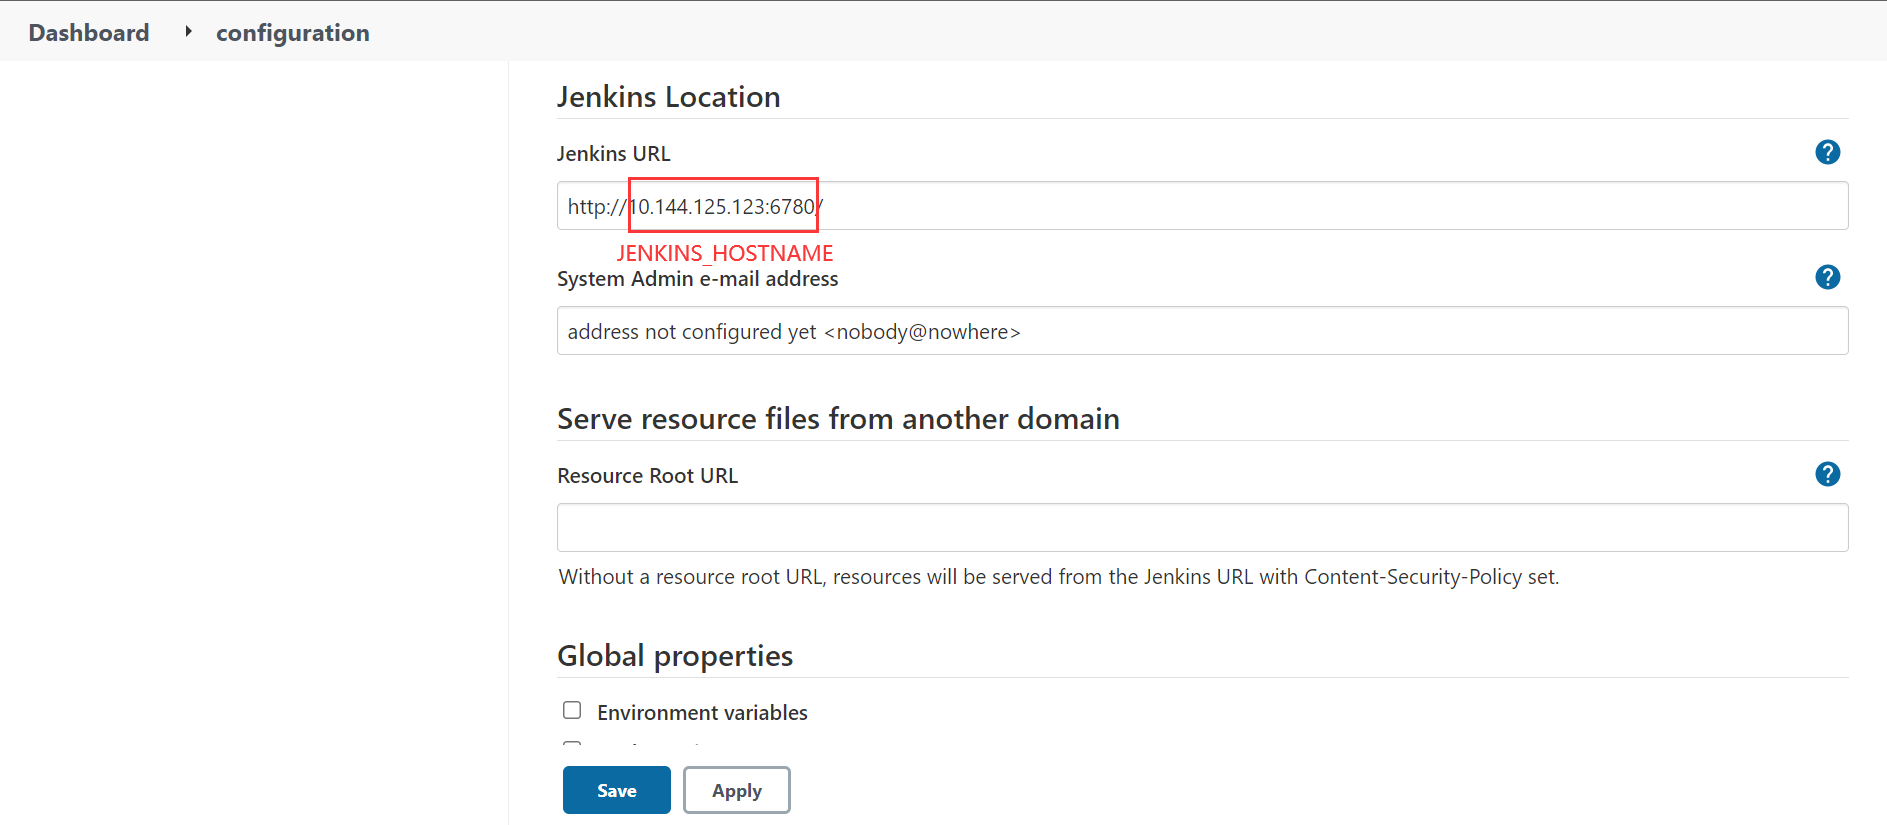 Dashboard configuration
Jenkins Location
Jenkins URL
http://10.144.125.123:6780/
JENKINS_HOSTNAME
System Admin e-mail address
address not configured yet <nobody@nowhere>
Serve resource files from another domain
Resource Root URL
Without a resource root URL, resources will be served from the Jenkins URL with Content-Security-Policy set.
Global properties
Environment variables
Save Apply